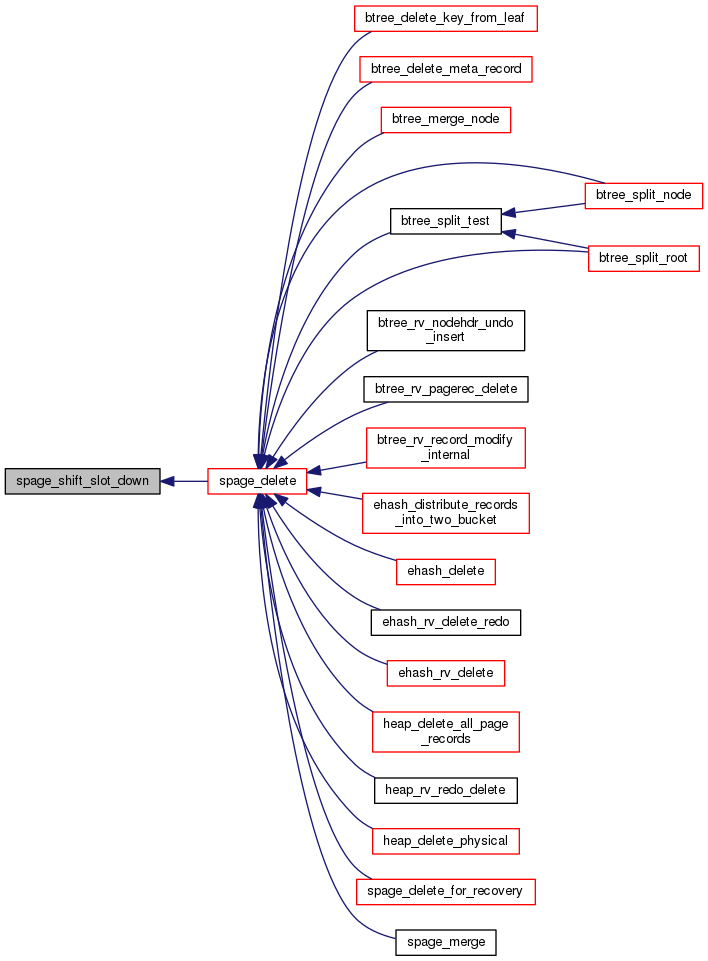 btree_delete_key_from_leaf
btree_delete_meta_record
btree_merge_node
btree_split_node
btree_split_test
btree_split_root
btree_rv_nodehdr_undo
_insert
btree_rv_pagerec_delete
btree_rv_record_modify
_internal
spage_shift_slot_down
spage_delete
ehash_distribute_records
_into_two_bucket
ehash_delete
ehash_rv_delete_redo
ehash_rv_delete
heap_delete_all_page
_records
heap_rv_redo_delete
heap_delete_physical
spage_delete_for_recovery
spage_merge